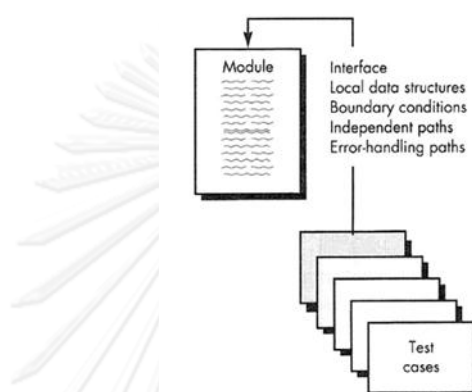 Module
Interface
Local data structures
Boundary conditions
Independent paths
Error-handling paths
Test
cases